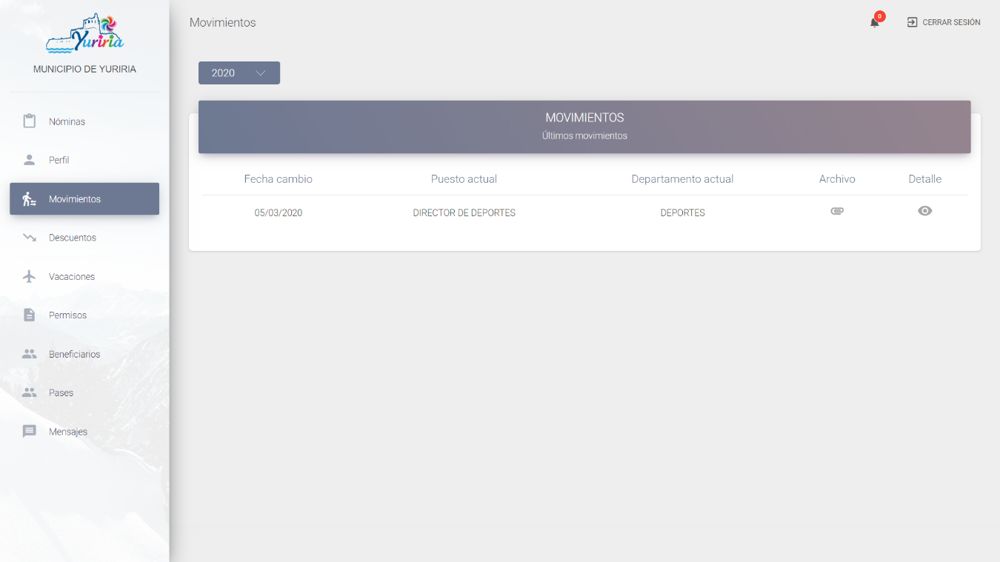 Yuriria
MUNICIPIO DE YURIRIA
Nóminas
Perfil
Movimientos
Descuentos
Vacaciones
Permisos
Beneficiarios
Pases
Mensajes
Movimientos
0
CERRAR SESIÓN
2020
MOVIMIENTOS
Últimos movimientos
Fecha cambio Puesto actual Departamento actual Archivo Detalle
05/03/2020 DIRECTOR DE DEPORTES DEPORTES